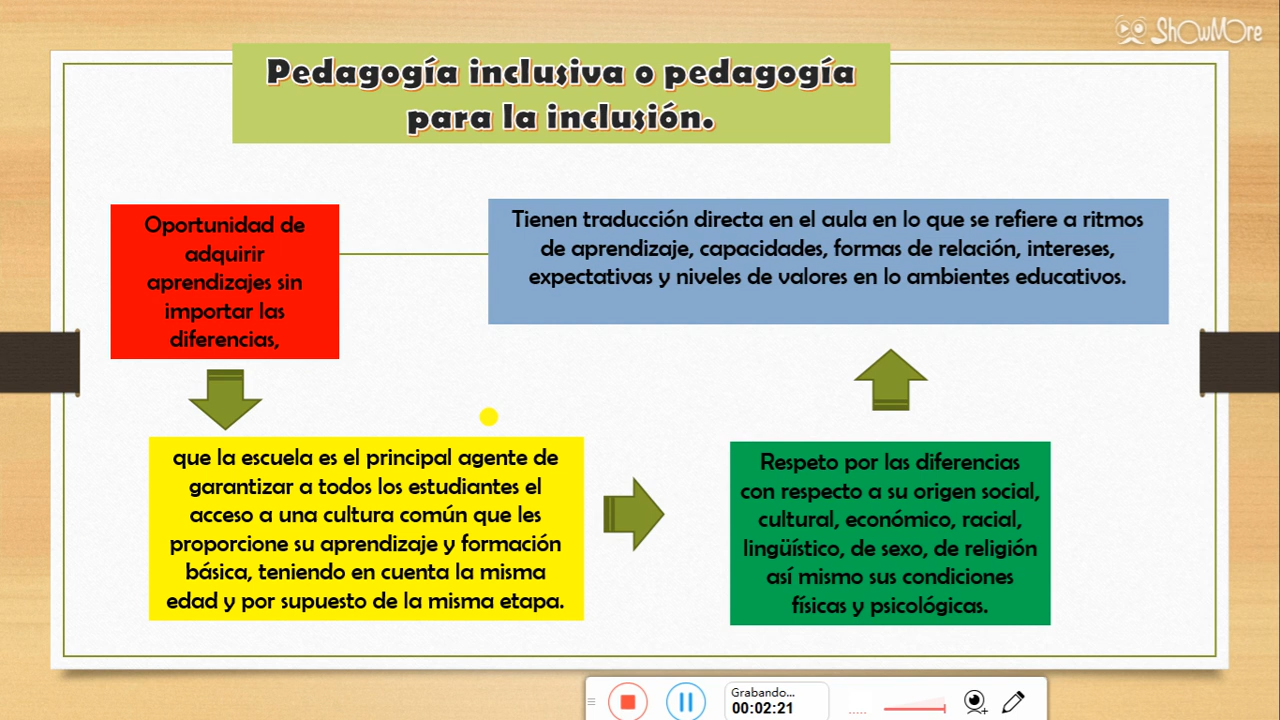 ShowMore
Pedagogía inclusiva o pedagogía
para la inclusión.
Oportunidad de
adquirir
aprendizajes sin
importar las
diferencias,
que la escuela es el principal agente de
garantizar a todos los estudiantes el
acceso a una cultura común que les
proporcione su aprendizaje y formación
básica, teniendo en cuenta la misma
edad y por supuesto de la misma etapa.
Respeto por las diferencias
con respecto a su origen social,
cultural, económico, racial,
lingüístico, de sexo, de religión
así mismo sus condiciones
físicas y psicológicas.
Tienen traducción directa en el aula en lo que se refiere a ritmos
de aprendizaje, capacidades, formas de relación, intereses,
expectativas y niveles de valores en lo ambientes educativos.
Grabando...
00:02:21